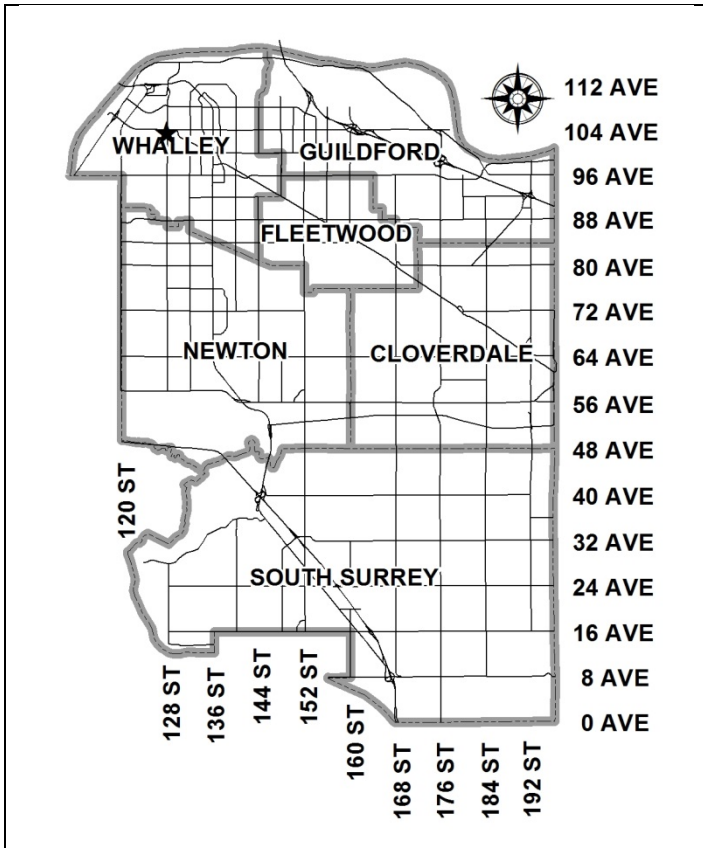 112 AVE
104 AVE
WHALLEY
GUILDFORD
96 AVE
88 AVE
FLEETWOOD
80 AVE
72 AVE
NEWTON
CLOVERDALE
64 AVE
56 AVE
48 AVE
120 ST
40 AVE
32 AVE
SOUTH SURREY
24 AVE
16 AVE
128 ST
136 ST
144 ST
152 ST
160 ST
8 AVE
0 AVE
168 ST
176 ST
184 ST
192 ST